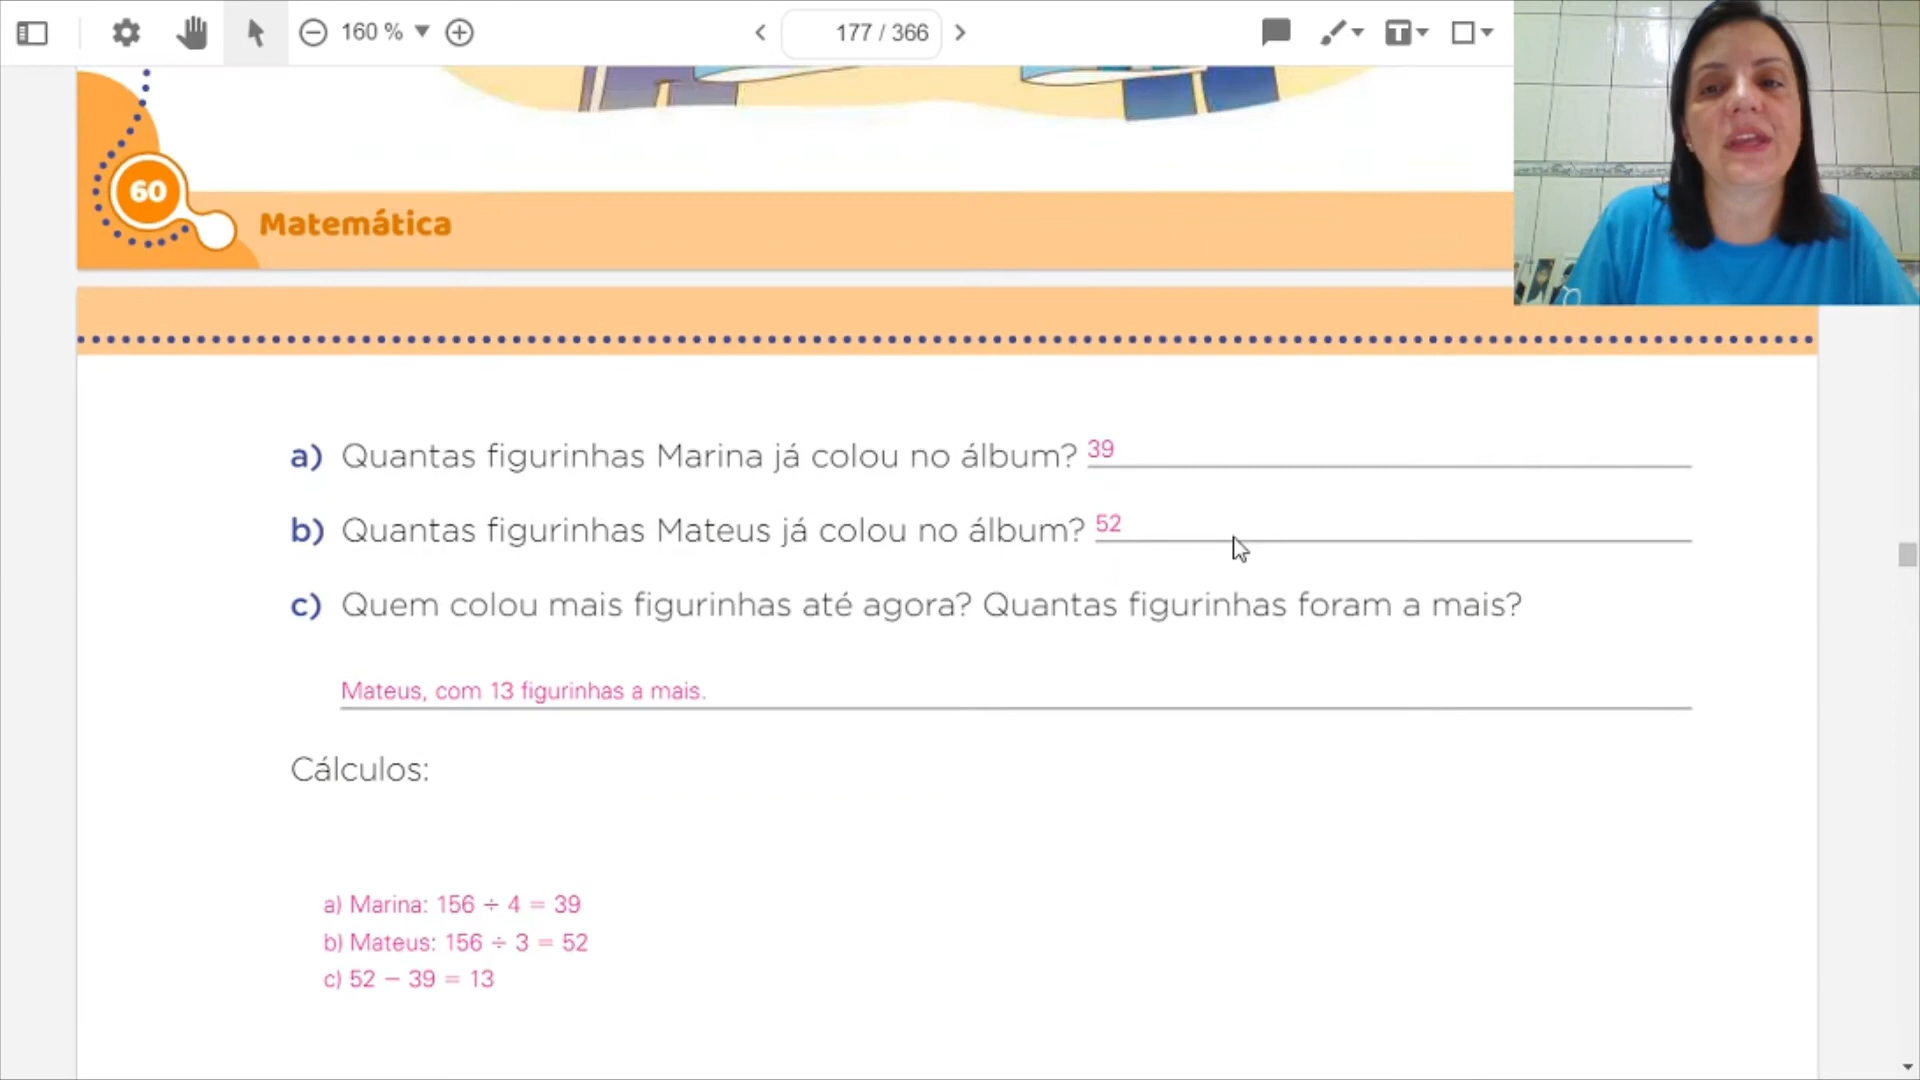 160 %
177 / 366
60
Matemática
a) Quantas figurinhas Marina já colou no álbum? 39
b) Quantas figurinhas Mateus já colou no álbum? 52
c) Quem colou mais figurinhas até agora? Quantas figurinhas foram a mais?
Mateus, com 13 figurinhas a mais.
Cálculos:
a) Marina: 156 ÷ 4 = 39
b) Mateus: 156 ÷ 3 = 52
c) 52 − 39 = 13